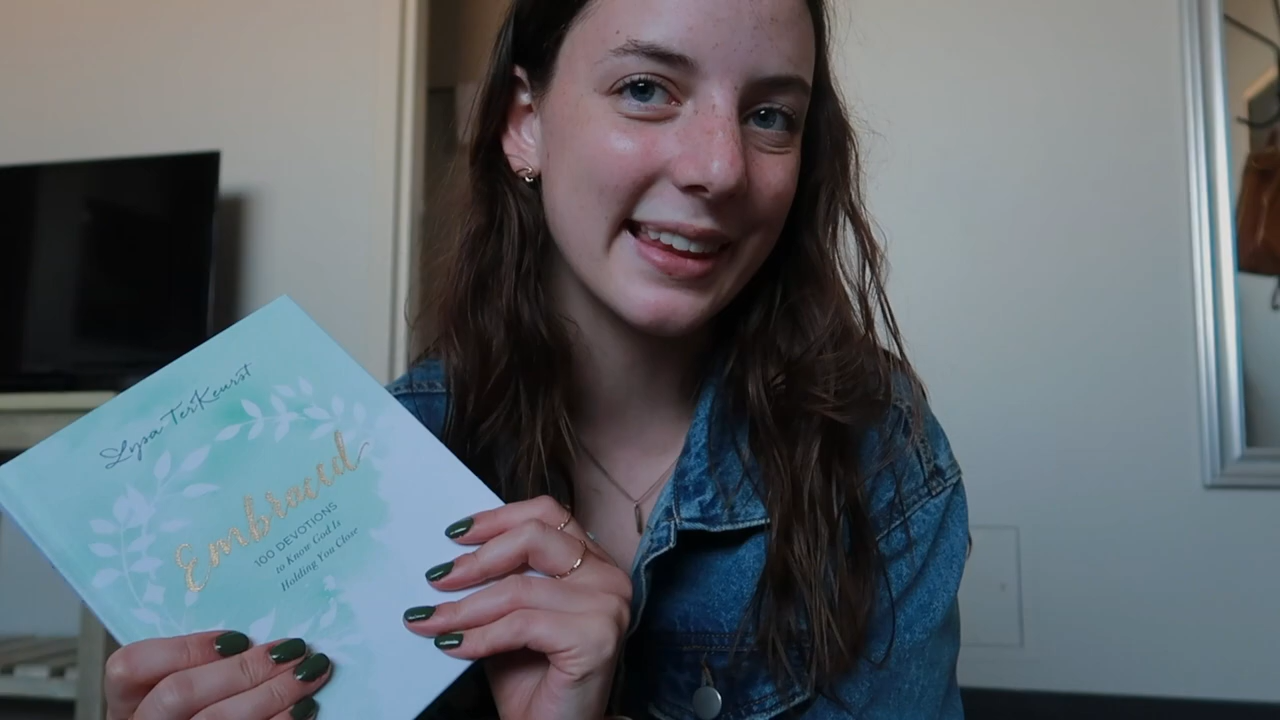 Lysa TerKeurst
Embraced
100 DEVOTIONS
to Know God Is
Holding You Close